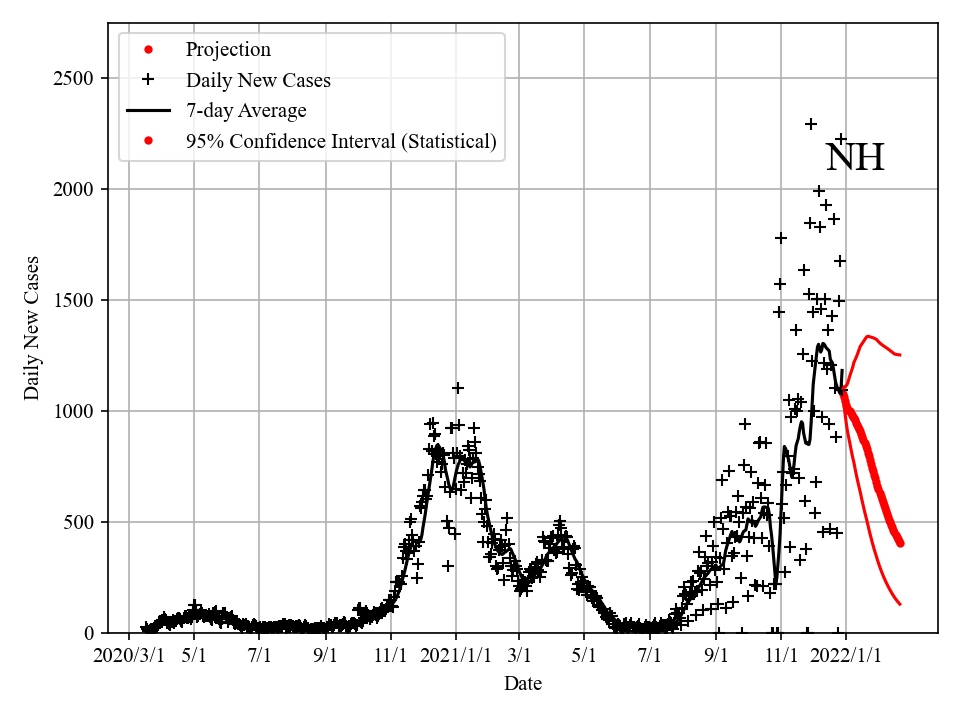 Projection
Daily New Cases
7-day Average
95% Confidence Interval (Statistical)
NH
2500
2000
1500
1000
500
0
Daily New Cases
2020/3/1 5/1 7/1 9/1 11/1 2021/1/1 3/1 5/1 7/1 9/1 11/1 2022/1/1
Date